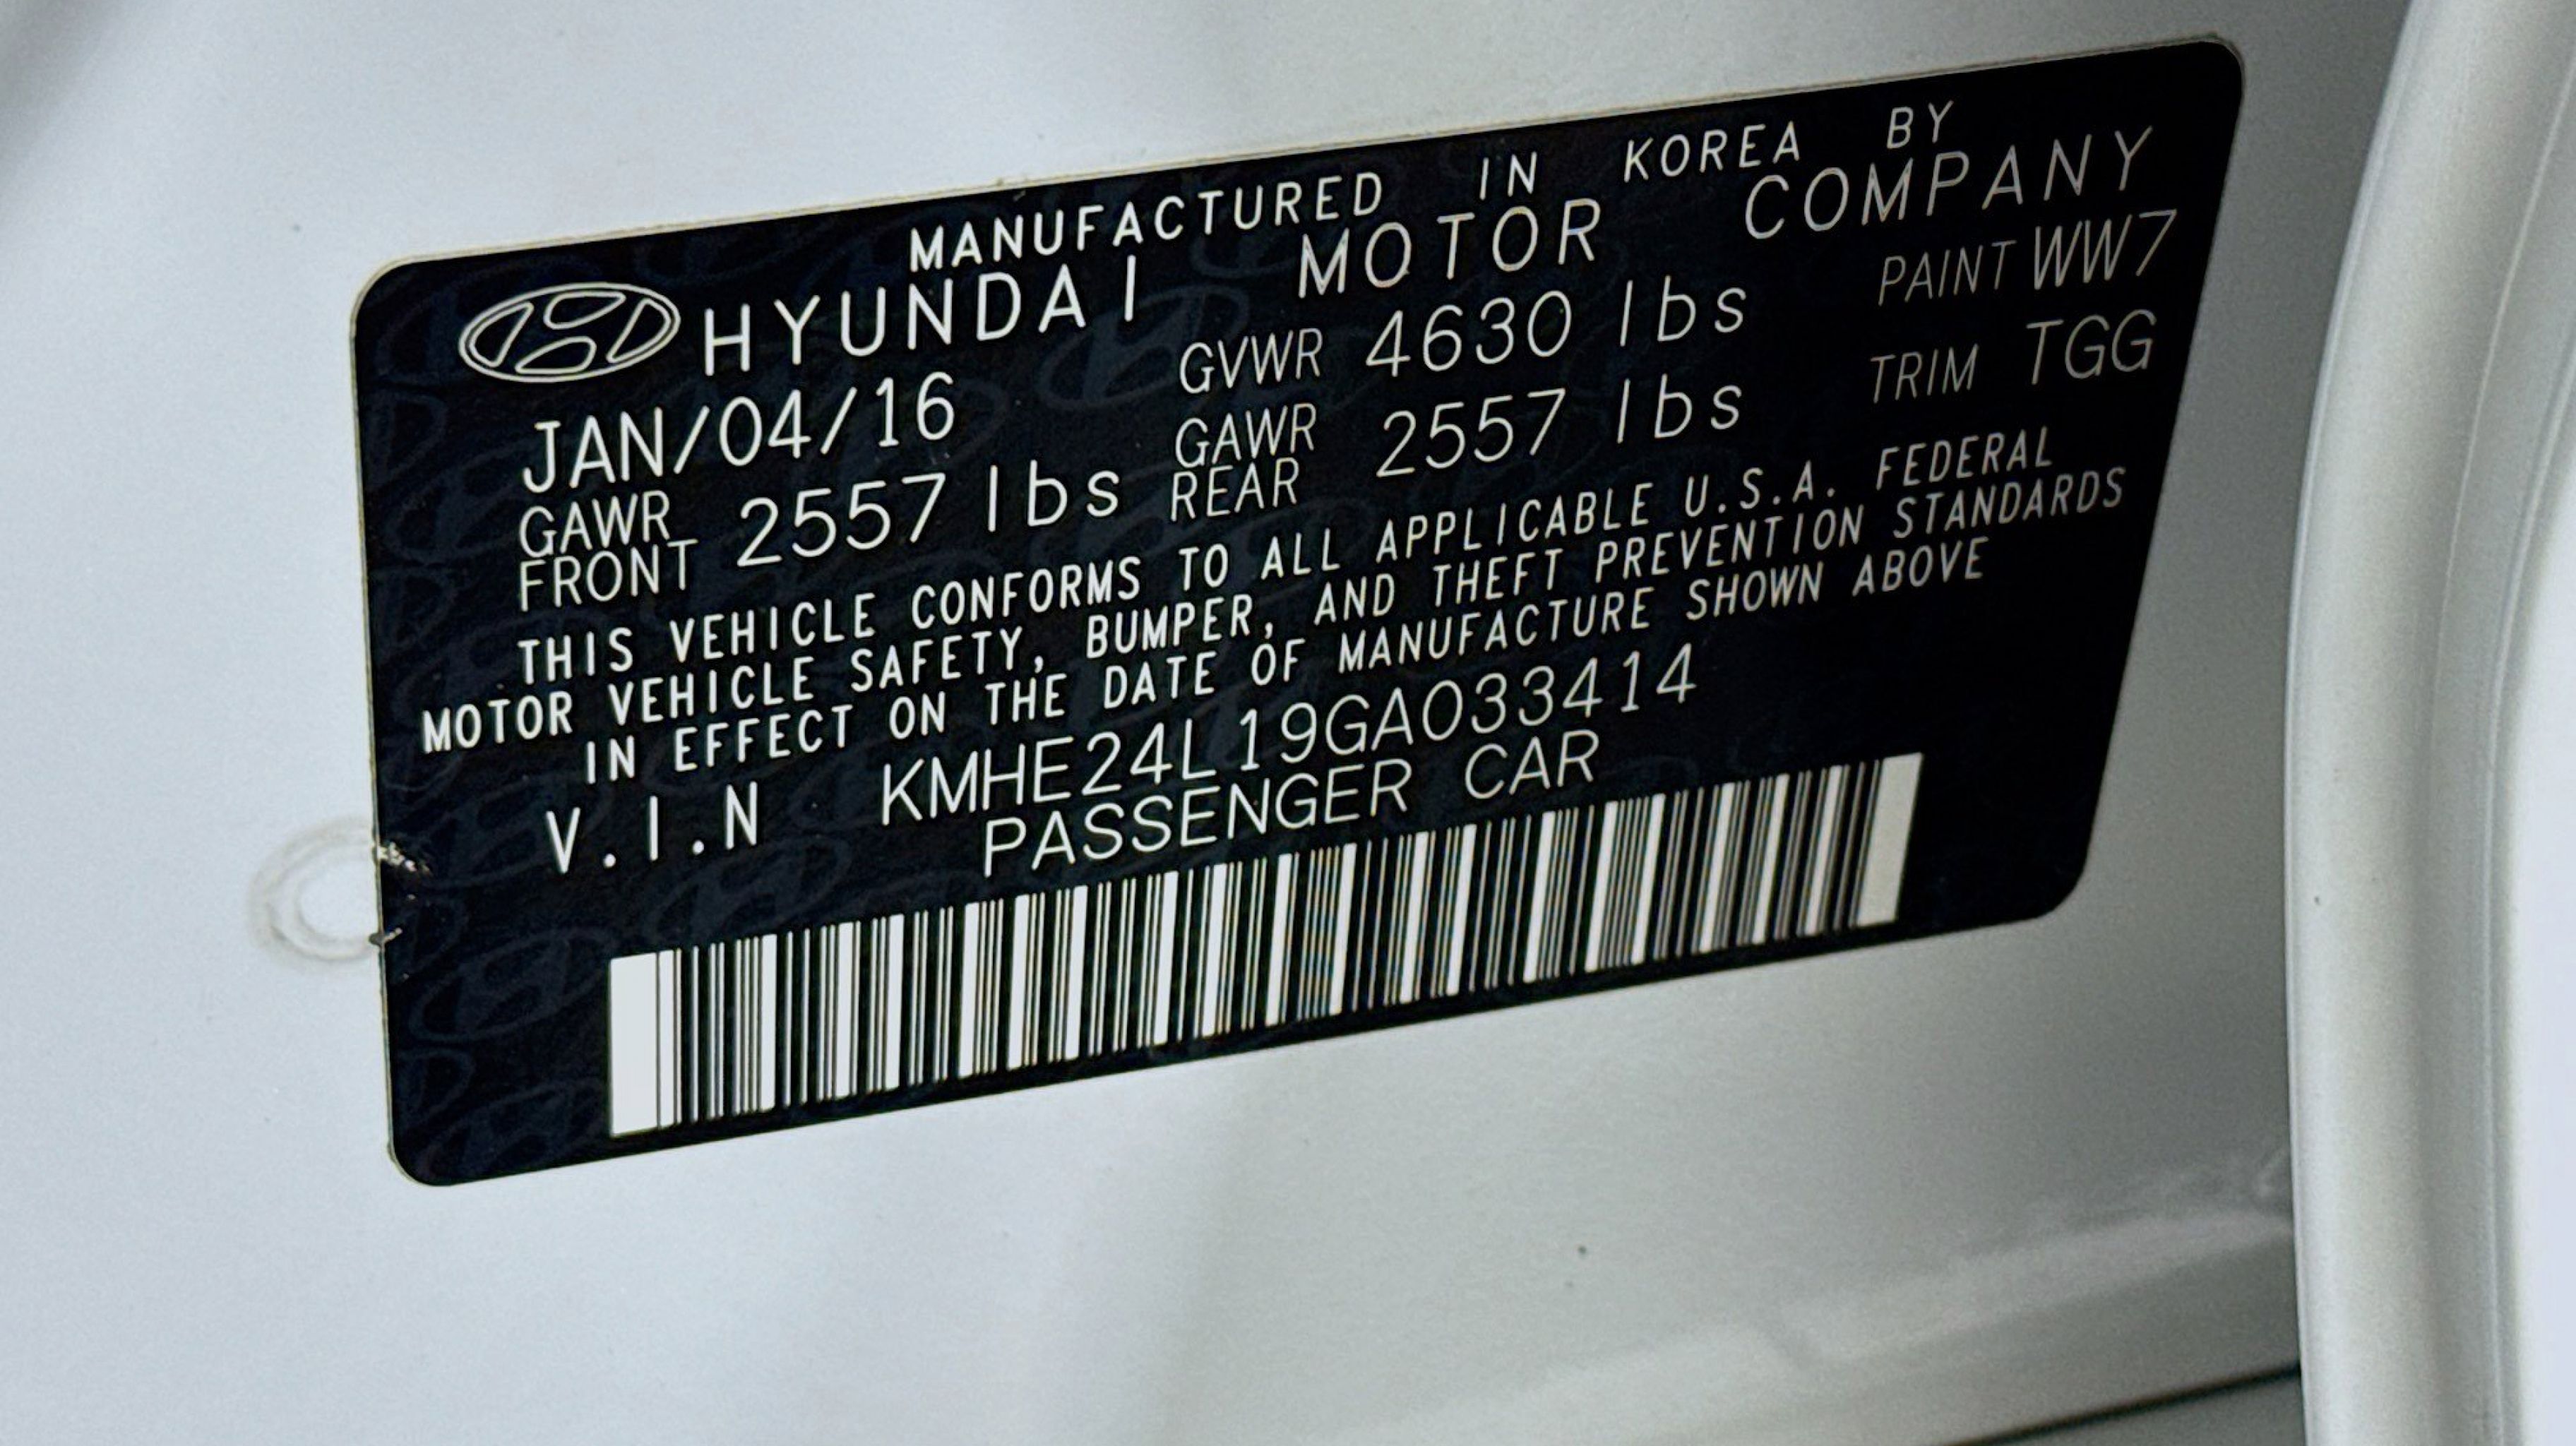 MANUFACTURED IN KOREA BY
HYUNDAI MOTOR COMPANY
JAN/04/16 GVWR 4630 lbs PAINT WW7
GAWR FRONT 2557 lbs GAWR REAR 2557 lbs TRIM TGG
THIS VEHICLE CONFORMS TO ALL APPLICABLE U.S.A. FEDERAL
MOTOR VEHICLE SAFETY, BUMPER, AND THEFT PREVENTION STANDARDS
IN EFFECT ON THE DATE OF MANUFACTURE SHOWN ABOVE
V.I.N KMHE24L19GA033414
PASSENGER CAR